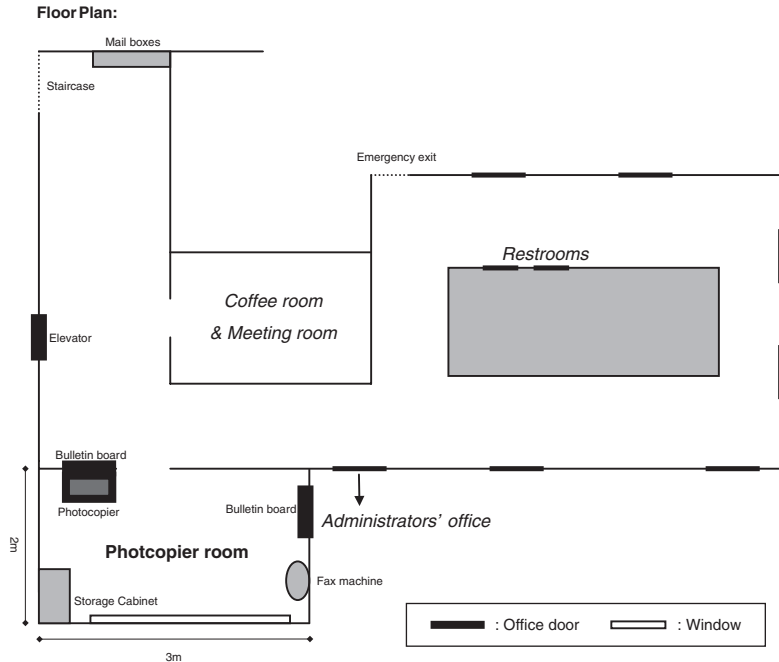 Floor Plan:
Mail boxes
Staircase
Emergency exit
Restrooms
Coffee room
& Meeting room
Elevator
Bulletin board
Photocopier
Bulletin board
Administrators' office
Photcopier room
2m
Fax machine
Storage Cabinet
: Office door
: Window
3m